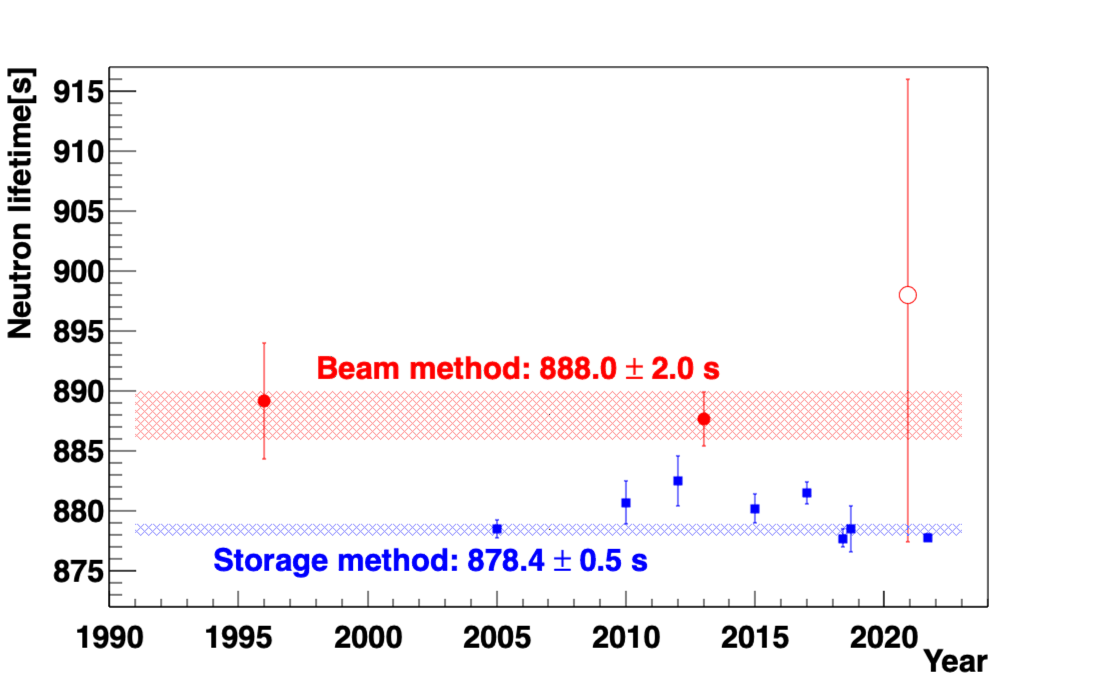 Neutron lifetime[s]
915
910
905
900
895
890
885
880
875
Beam method: 888.0 ± 2.0 s
Storage method: 878.4 ± 0.5 s
1990 1995 2000 2005 2010 2015 2020
Year